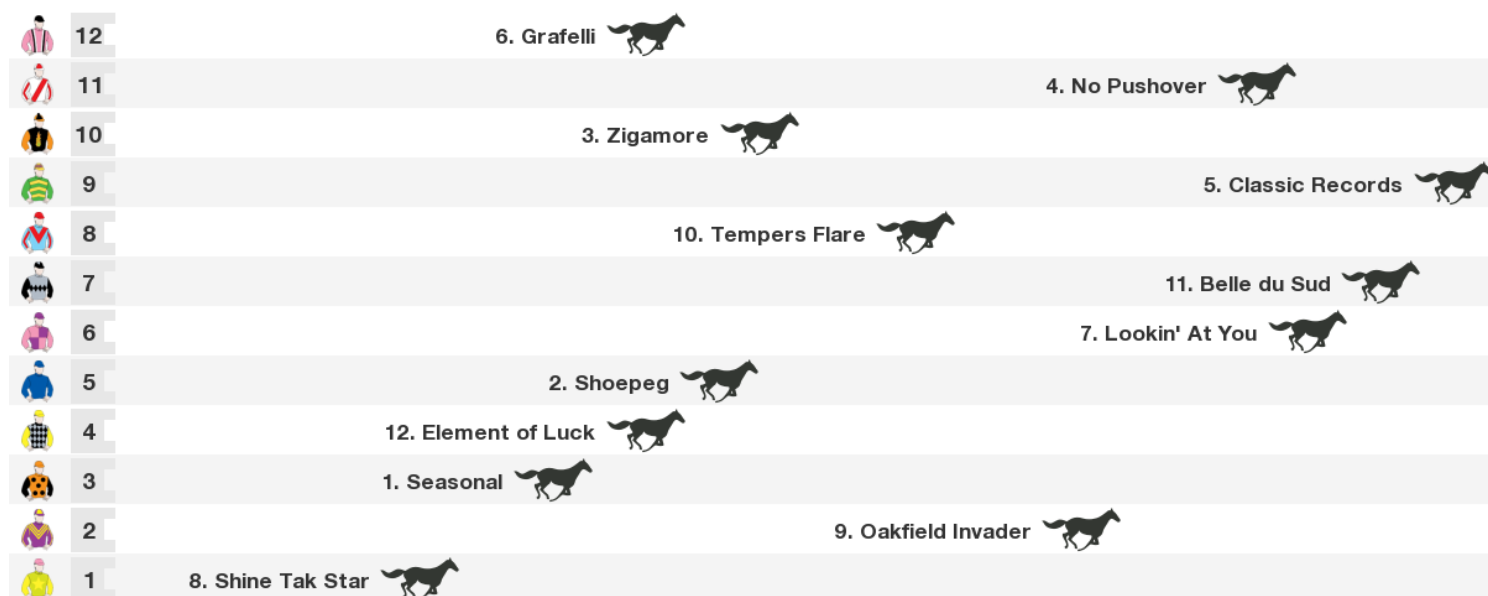 12 6. Grafelli
11 4. No Pushover
10 3. Zigamore
9 5. Classic Records
8 10. Tempers Flare
7 11. Belle du Sud
6 7. Lookin' At You
5 2. Shoepeg
4 12. Element of Luck
3 1. Seasonal
2 9. Oakfield Invader
1 8. Shine Tak Star